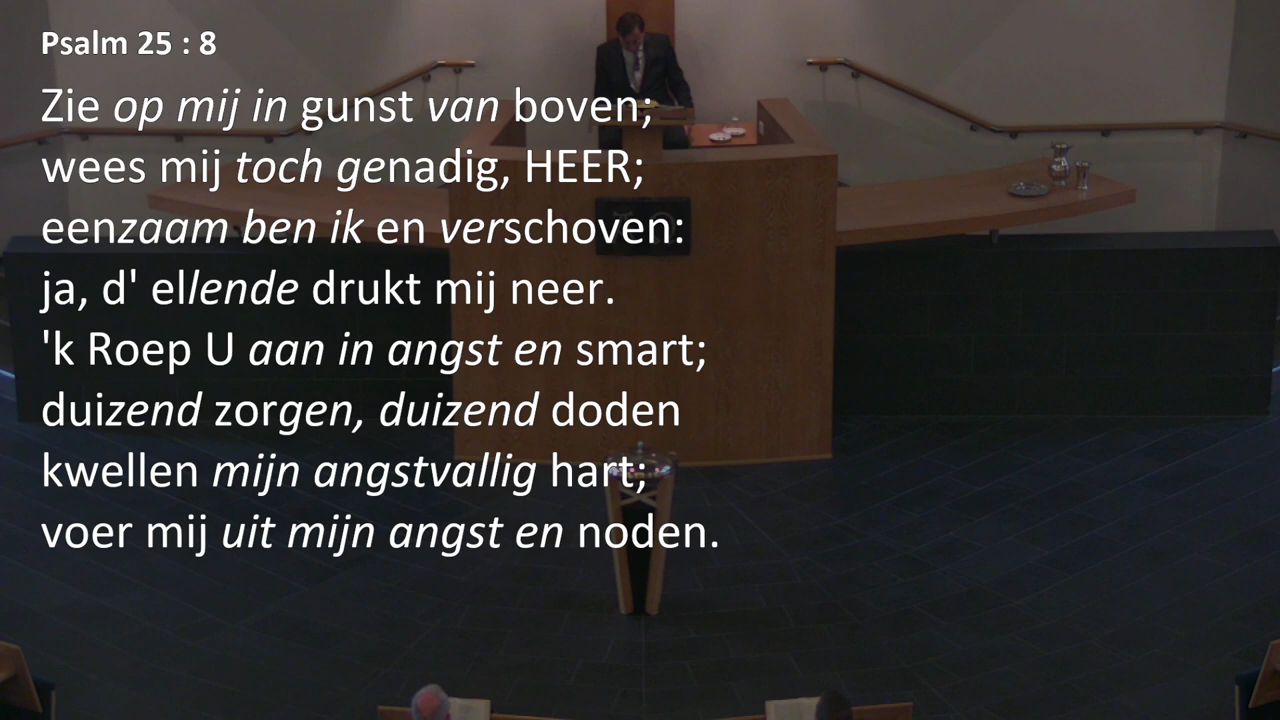 Psalm 25 : 8
Zie op mij in gunst van boven;
wees mij toch genadig, HEER;
eenzaam ben ik en verschoven:
ja, d' ellende drukt mij neer.
'k Roep U aan in angst en smart;
duizend zorgen, duizend doden
kwellen mijn angstvallig hart;
voer mij uit mijn angst en noden.